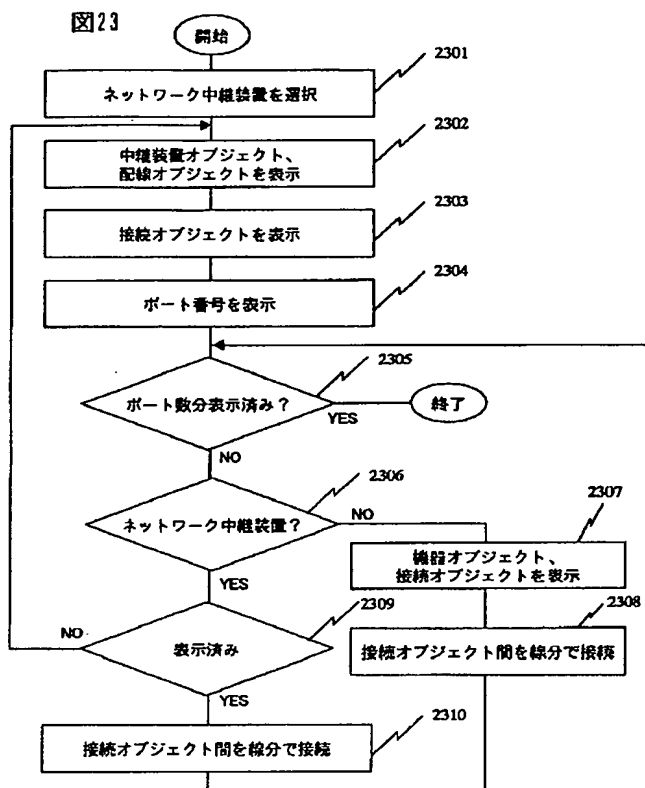 図23
開始
2301
ネットワーク中継装置を選択
2302
中継装置オブジェクト、
配線オブジェクトを表示
2303
接続オブジェクトを表示
2304
ポート番号を表示
2305
ポート数分表示済み?
YES
終了
NO
2306
ネットワーク中継装置?
NO
2307
機器オブジェクト、
接続オブジェクトを表示
YES
2308
接続オブジェクト間を線分で接続
2309
NO
表示済み
YES
2310
接続オブジェクト間を線分で接続